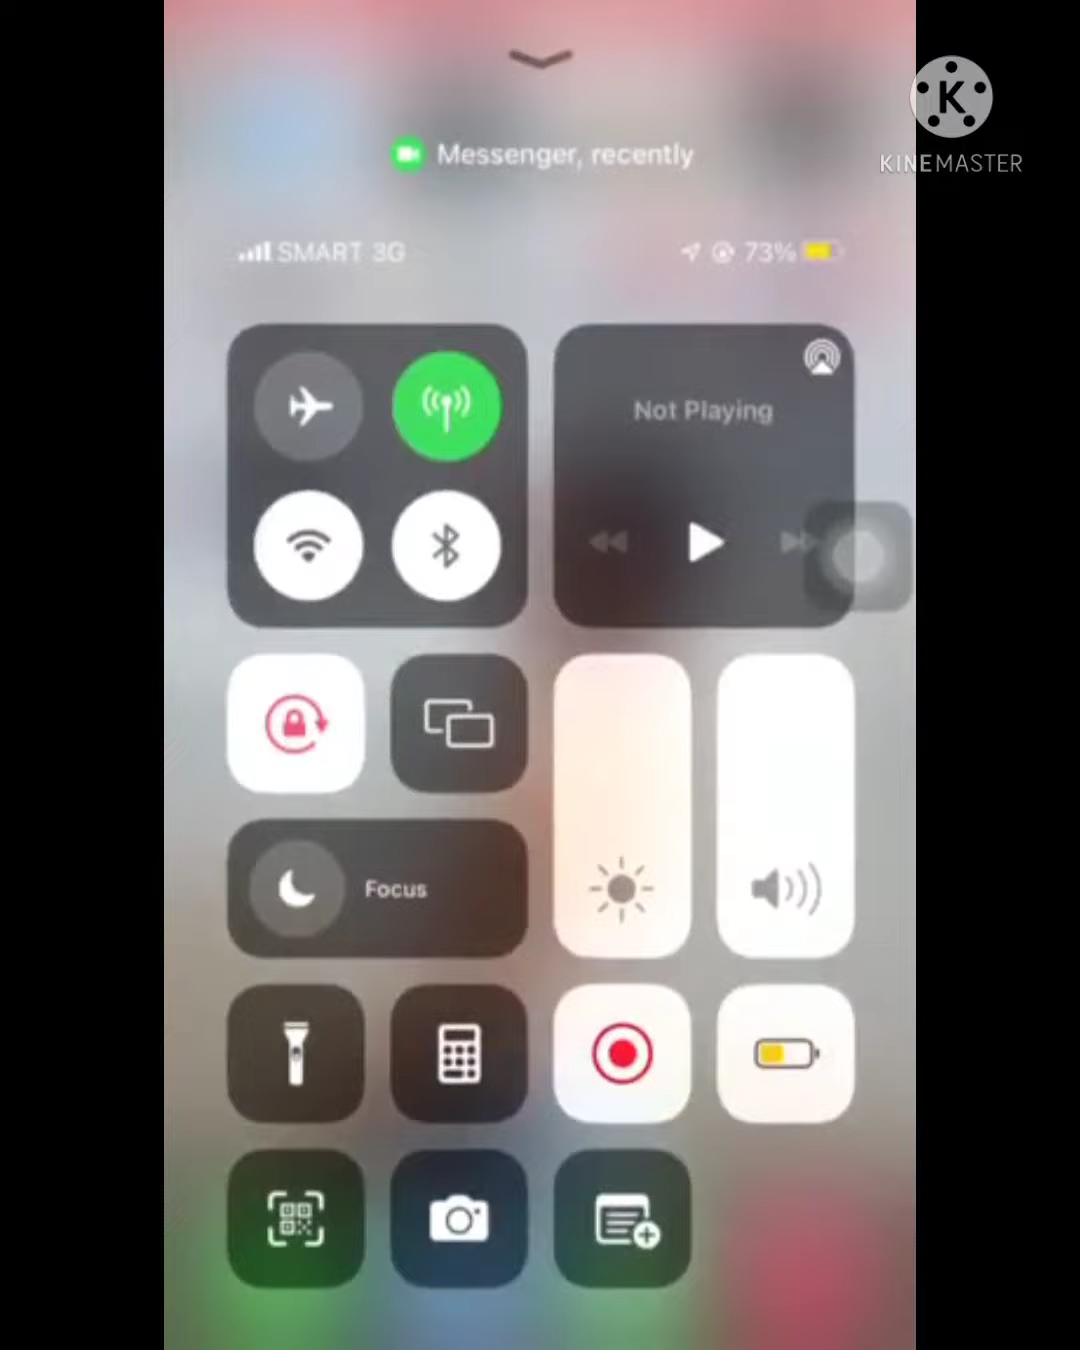 K
KINEMASTER
Messenger, recently
SMART 3G
73%
Not Playing
Focus